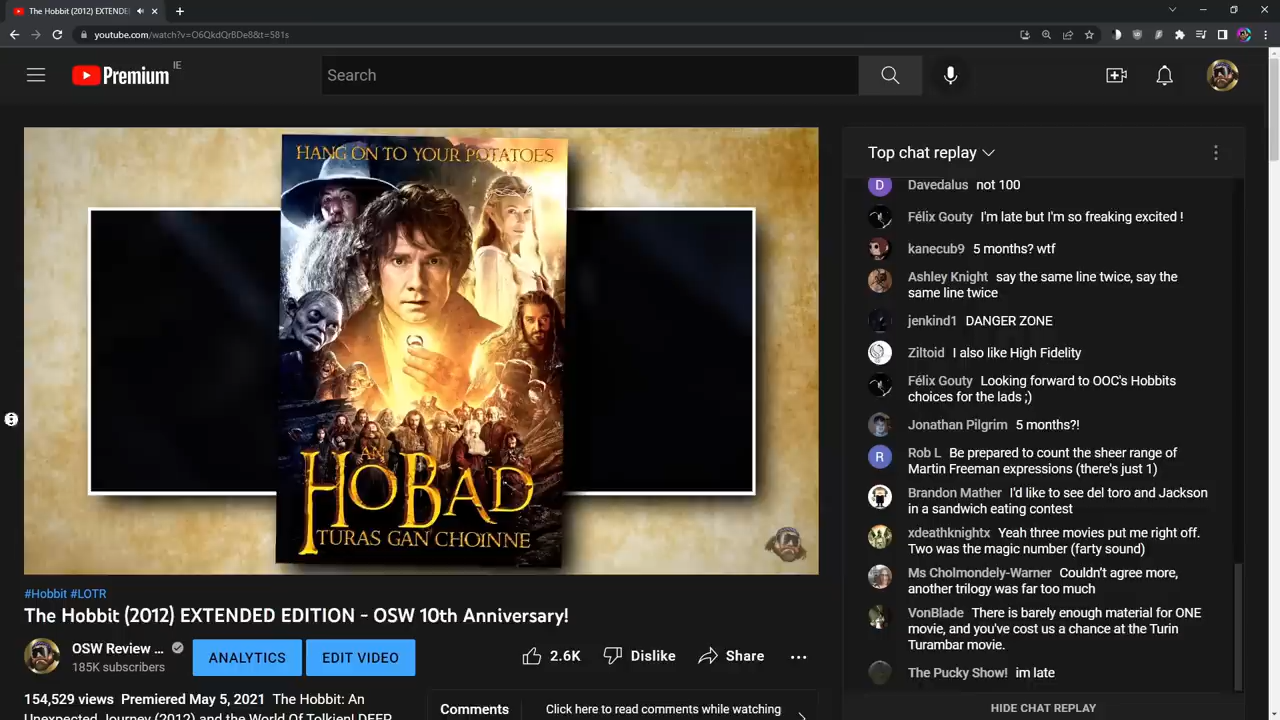 The Hobbit (2012) EXTENDE
youtube.com/watch?v=O6QkdQrBDe8&t=581s
Premium IE
Search
HANG ON TO YOUR POTATOES
AN
HOBAD
TURAS GAN CHOINNE
#Hobbit #LOTR
The Hobbit (2012) EXTENDED EDITION - OSW 10th Anniversary!
OSW Review ...
185K subscribers
ANALYTICS
EDIT VIDEO
2.6K
Dislike
Share
154,529 views Premiered May 5, 2021 The Hobbit: An
Unexpected Journey (2012) and the World Of Tolkien! DEEP
Comments
Click here to read comments while watching
Top chat replay
D Davedalus not 100
Félix Gouty I'm late but I'm so freaking excited !
kanecub9 5 months? wtf
Ashley Knight say the same line twice, say the
same line twice
jenkind1 DANGER ZONE
Ziltoid I also like High Fidelity
Félix Gouty Looking forward to OOC's Hobbits
choices for the lads ;)
Jonathan Pilgrim 5 months?!
R Rob L Be prepared to count the sheer range of
Martin Freeman expressions (there's just 1)
Brandon Mather I'd like to see del toro and Jackson
in a sandwich eating contest
xdeathknightx Yeah three movies put me right off.
Two was the magic number (farty sound)
Ms Cholmondely-Warner Couldn't agree more,
another trilogy was far too much
VonBlade There is barely enough material for ONE
movie, and you've cost us a chance at the Turin
Turambar movie.
The Pucky Show! im late
HIDE CHAT REPLAY